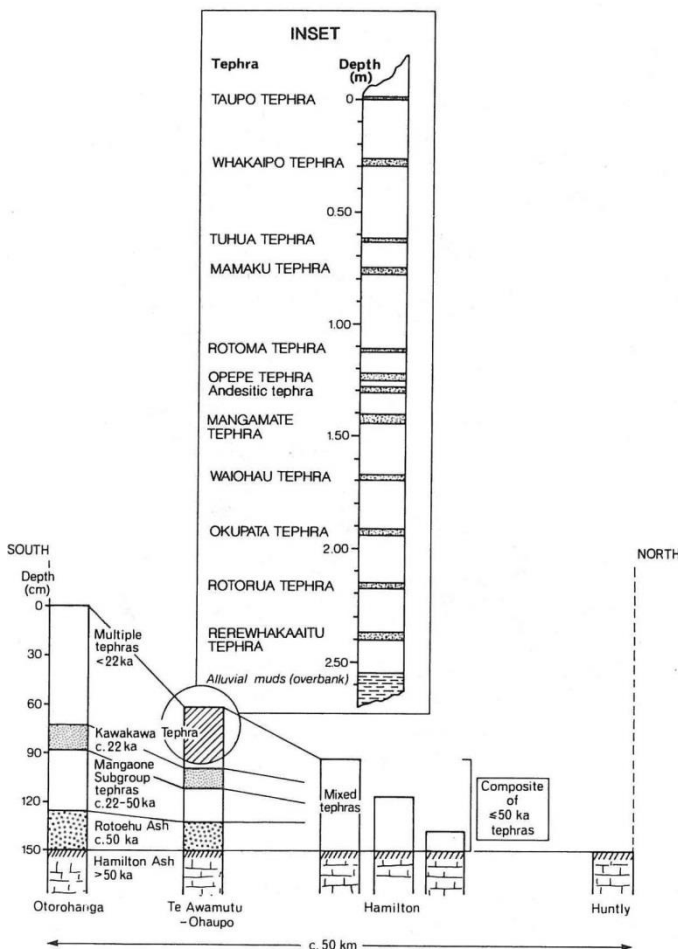 INSET
Tephra
Depth
(m)
TAUPO TEPHRA
0
WHAKAIPO TEPHRA
0.50
TUHUA TEPHRA
MAMAKU TEPHRA
1.00
ROTOMA TEPHRA
OPEPE TEPHRA
Andesitic tephra
MANGAMATE
TEPHRA
1.50
WAIOHAU TEPHRA
OKUPATA TEPHRA
2.00
ROTORUA TEPHRA
REREWHAKAAITU
TEPHRA
2.50
Alluvial muds (overbank)
SOUTH
NORTH
Depth
(cm)
0
30
60
90
120
150
Multiple
tephras
<22ka
Kawakawa Tephra
c. 22 ka
Mangaone
Subgroup
tephras
c.22-50 ka
Rotoehu Ash
c.50 ka
Hamilton Ash
>50 ka
Mixed
tephras
Composite
of
≤50 ka
tephras
Otorohanga
Te Awamutu
-Ohaupo
Hamilton
Huntly
c. 50 km